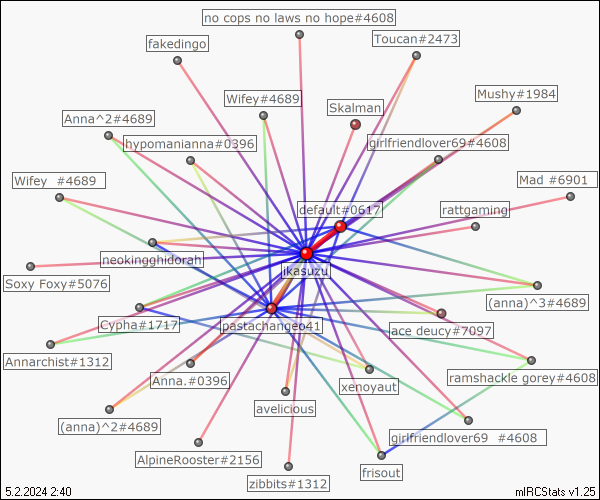 no cops no laws no hope#4608
fakedingo
Toucan#2473
Wifey#4689
Skalman
Mushy#1984
Anna^2#4689
hypomanianna#0396
girlfriendlover69#4608
Wifey  #4689
Mad #6901
default#0617
rattgaming
neokingghidorah
jkasuzu
Soxy Foxy#5076
(anna)^3#4689
Cypha#1717
pastachangeo41
ace deucy#7097
Annarchist#1312
Anna.#0396
xenoyaut
ramshackle gorey#4608
avelicious
(anna)^2#4689
girlfriendlover69  #4608
AlpineRooster#2156
frisout
zibbits#1312
5.2.2024 2:40
mIRCStats v1.25